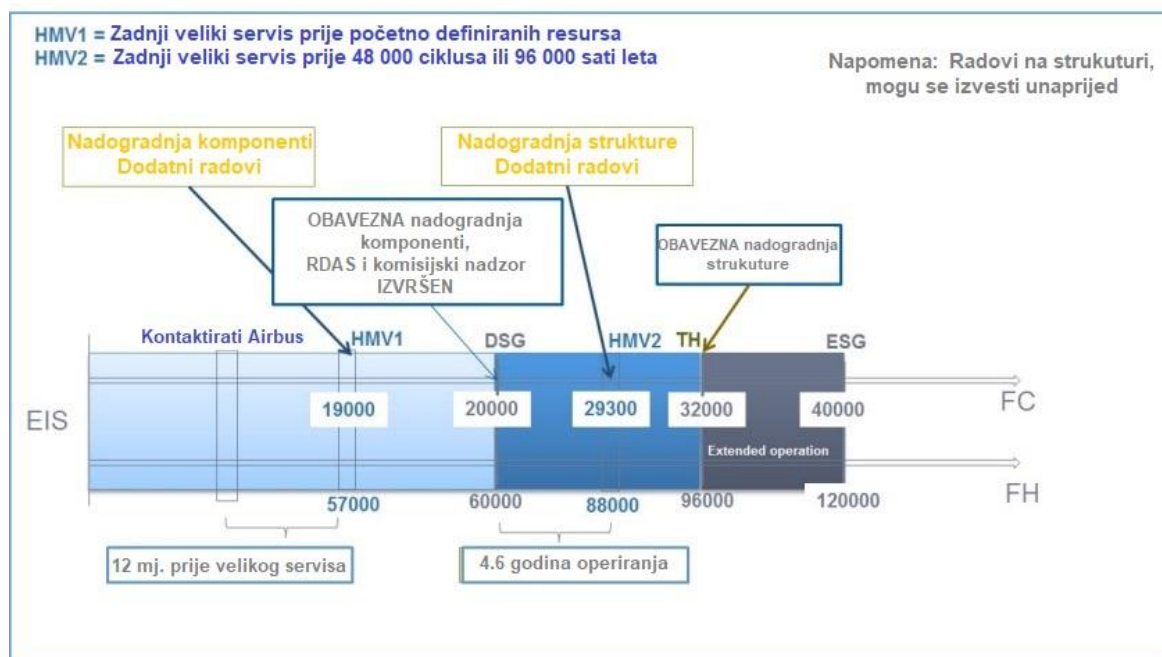 HMV1 = Zadnji veliki servis prije početno definiranih resursa
HMV2 = Zadnji veliki servis prije 48 000 ciklusa ili 96 000 sati leta
Napomena: Radovi na strukuturi,
mogu se izvesti unaprijed
Nadogradnja komponenti
Dodatni radovi
Nadogradnja strukture
Dodatni radovi
OBAVEZNA nadogradnja
komponenti,
RDAS i komisijski nadzor
IZVRŠEN
OBAVEZNA nadogradnja
strukuture
Kontaktirati Airbus
HMV1
DSG
HMV2
TH
ESG
EIS
19000
20000
29300
32000
40000
FC
Extended operation
FH
57000
60000
88000
96000
120000
12 mj. prije velikog servisa
4.6 godina operiranja